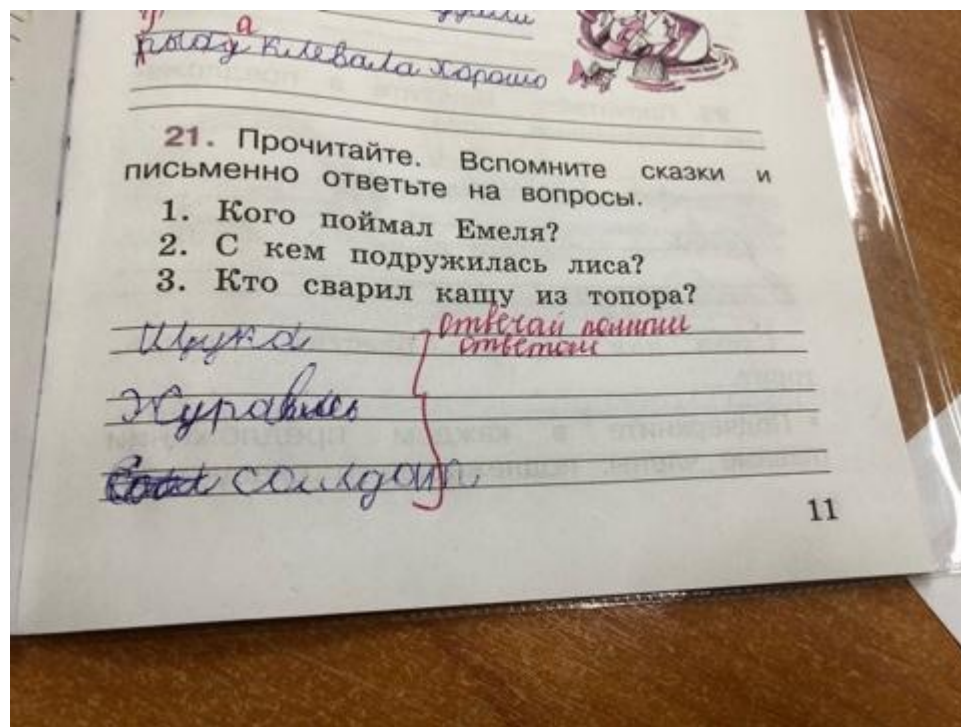 рыба клевала хорошо
21. Прочитайте. Вспомните сказки и
письменно ответьте на вопросы.
1. Кого поймал Емеля?
2. С кем подружилась лиса?
3. Кто сварил кашу из топора?
отвечай полным
ответом
Щука
Журавль
солдат
11